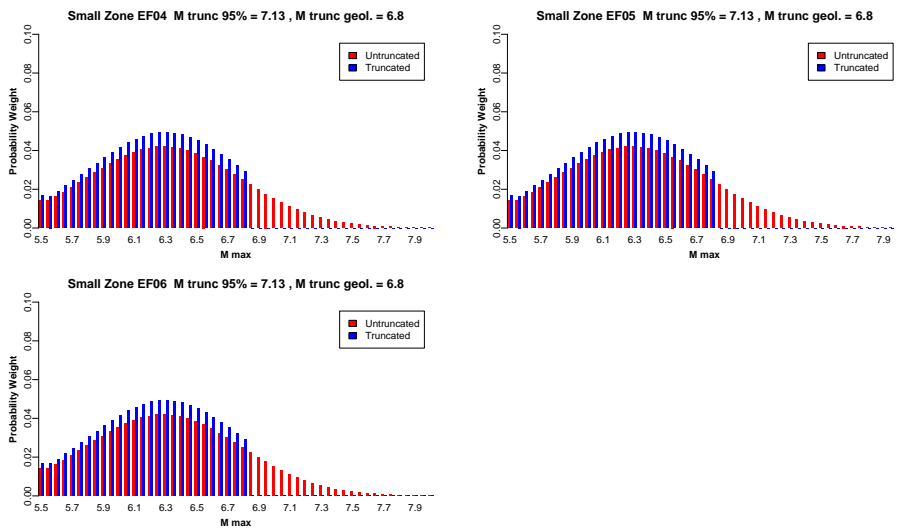 Small Zone EF04  M trunc 95% = 7.13 , M trunc geol. = 6.8
Probability Weight
0.00 0.02 0.04 0.06 0.08 0.10
Untruncated
Truncated
5.5 5.7 5.9 6.1 6.3 6.5 6.7 6.9 7.1 7.3 7.5 7.7 7.9
M max
Small Zone EF05  M trunc 95% = 7.13 , M trunc geol. = 6.8
Probability Weight
0.00 0.02 0.04 0.06 0.08 0.10
Untruncated
Truncated
5.5 5.7 5.9 6.1 6.3 6.5 6.7 6.9 7.1 7.3 7.5 7.7 7.9
M max
Small Zone EF06  M trunc 95% = 7.13 , M trunc geol. = 6.8
Probability Weight
0.00 0.02 0.04 0.06 0.08 0.10
Untruncated
Truncated
5.5 5.7 5.9 6.1 6.3 6.5 6.7 6.9 7.1 7.3 7.5 7.7 7.9
M max